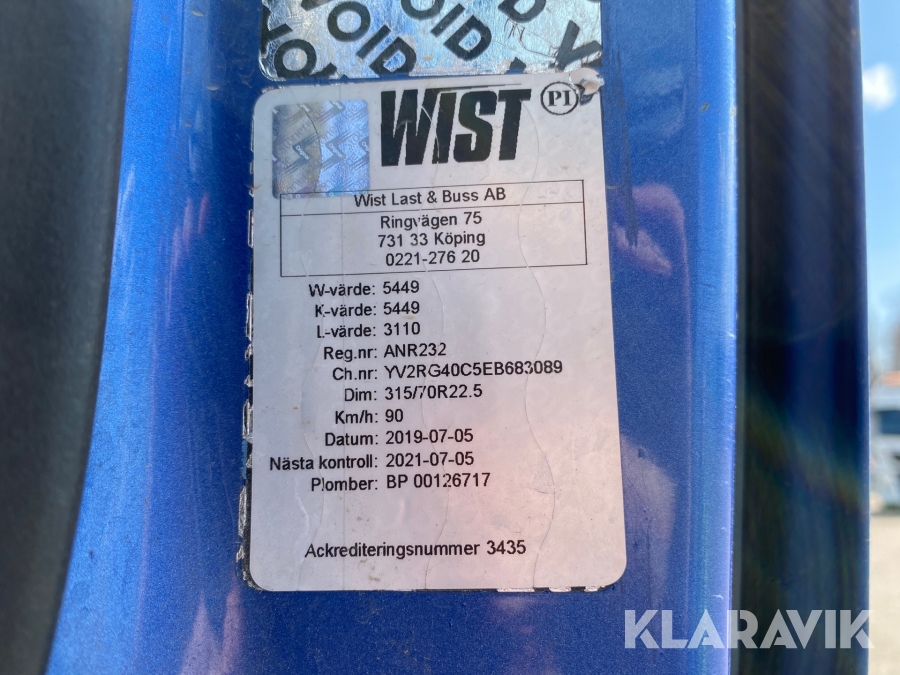 VOID
VOID
WIST
PI
Wist Last & Buss AB
Ringvägen 75
731 33 Köping
0221-276 20
W-värde: 5449
K-värde: 5449
L-värde: 3110
Reg.nr: ANR232
Ch.nr: YV2RG40C5EB683089
Dim: 315/70R22.5
Km/h: 90
Datum: 2019-07-05
Nästa kontroll: 2021-07-05
Plomber: BP 00126717
Ackrediteringsnummer 3435
KLARAVIK